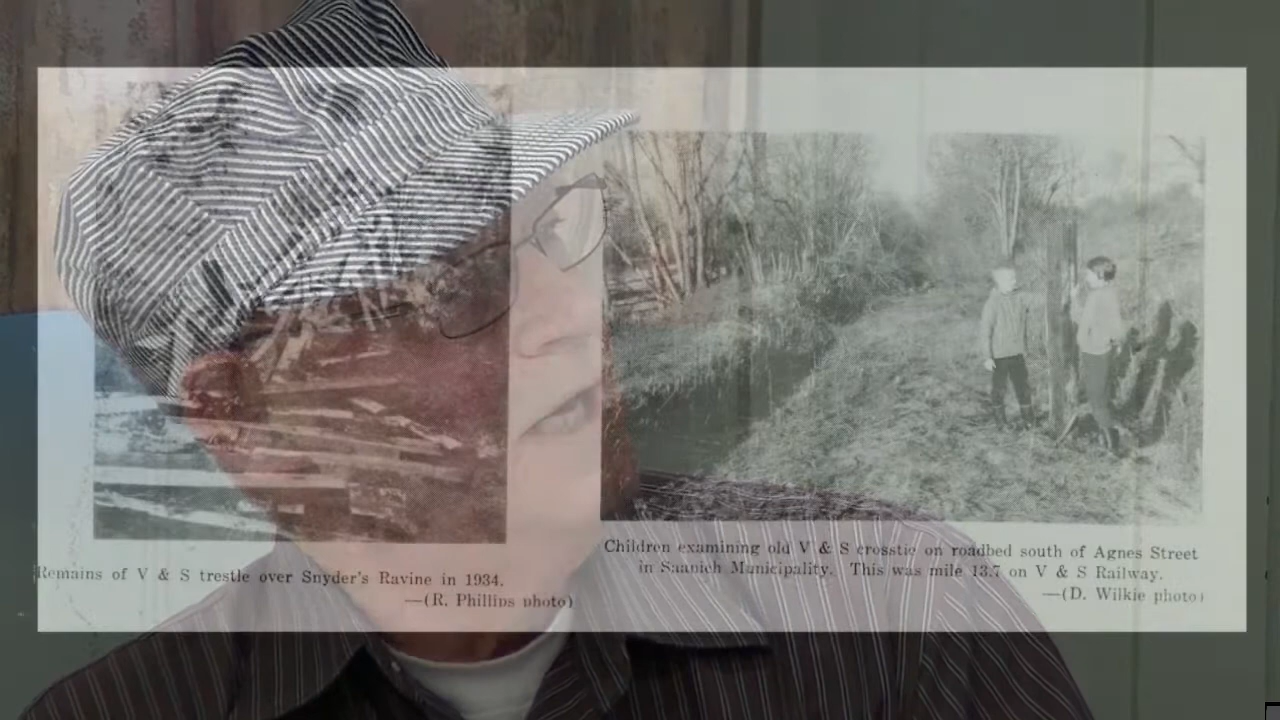 Remains of V & S trestle over Snyder's Ravine in 1934.
—(R. Phillips photo)
Children examining old V & S crosstie on roadbed south of Agnes Street
in Saanich Municipality. This was mile 13.7 on V & S Railway.
—(D. Wilkie photo)